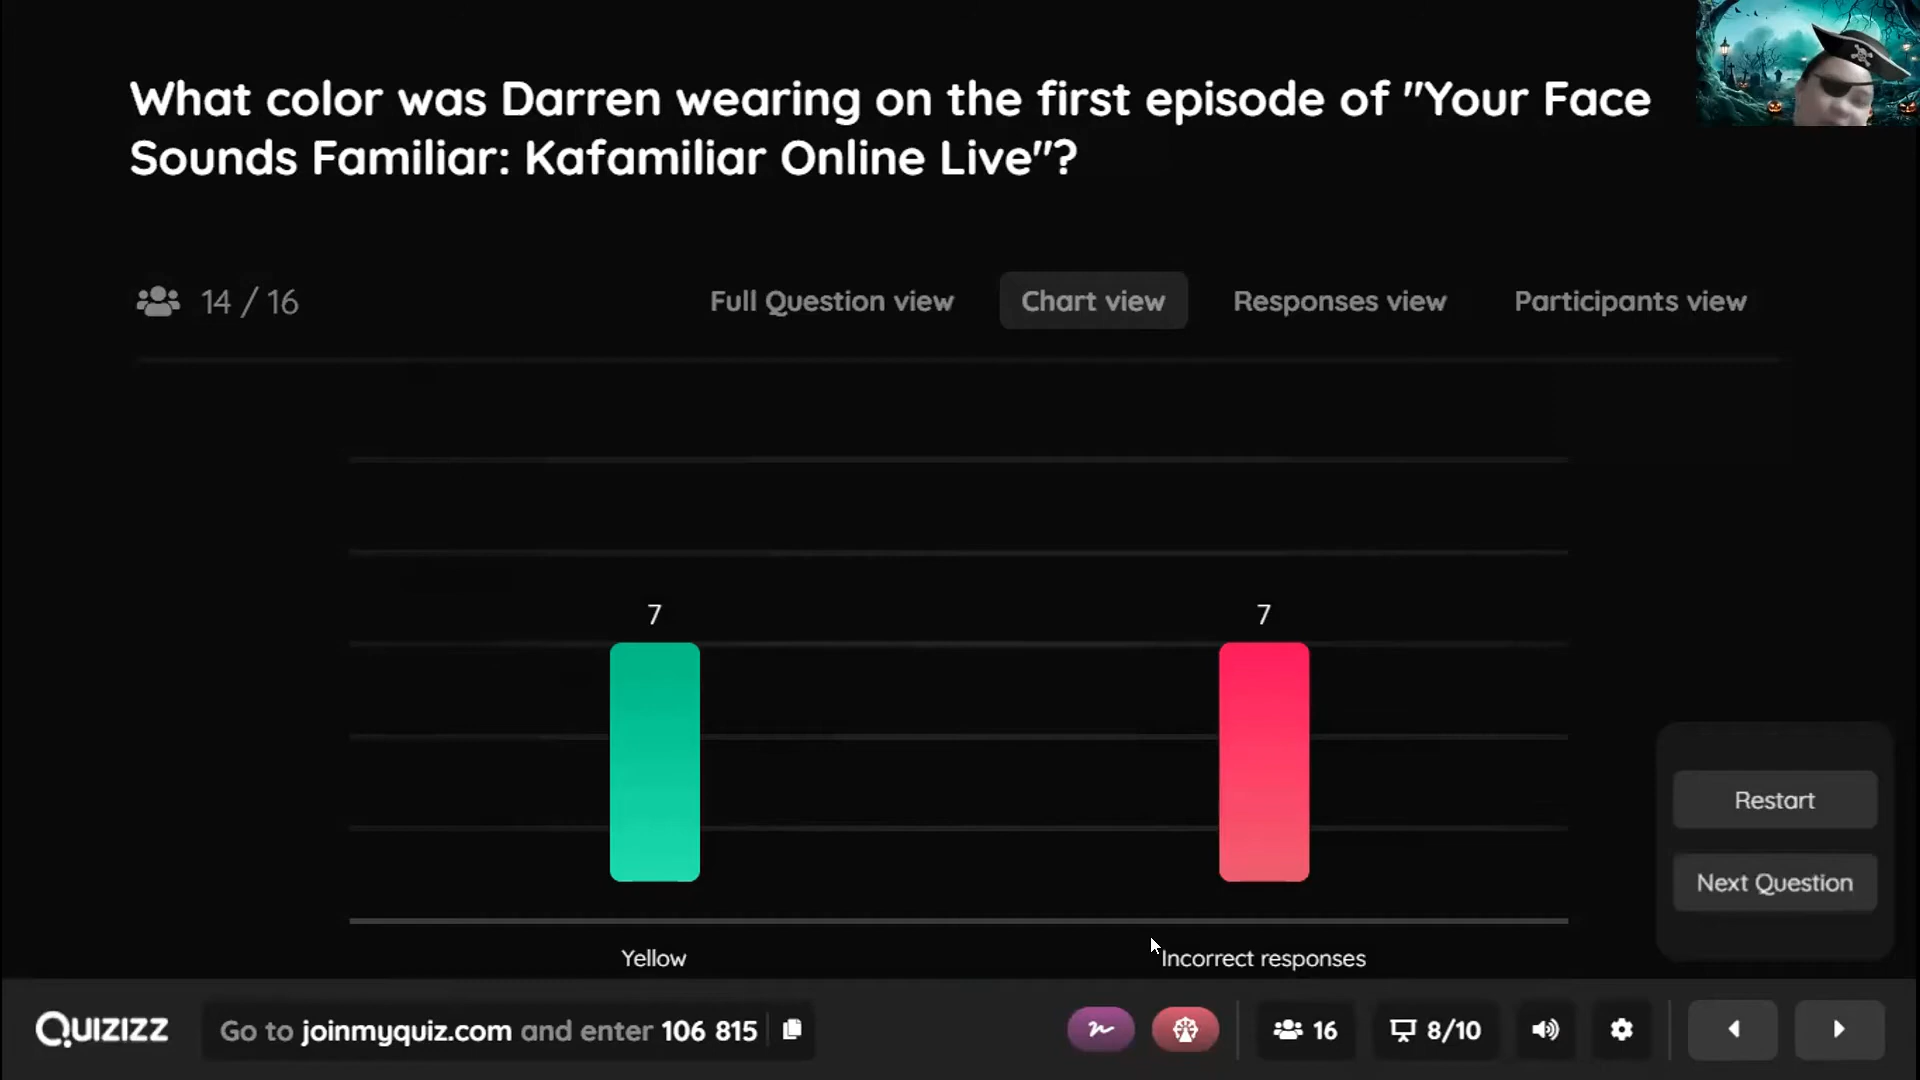 What color was Darren wearing on the first episode of "Your Face
Sounds Familiar: Kafamiliar Online Live"?
14 / 16
Full Question view
Chart view
Responses view
Participants view
7
7
Restart
Next Question
Yellow
Incorrect responses
QUIZIZZ
Go to joinmyquiz.com and enter 106 815
16
8/10